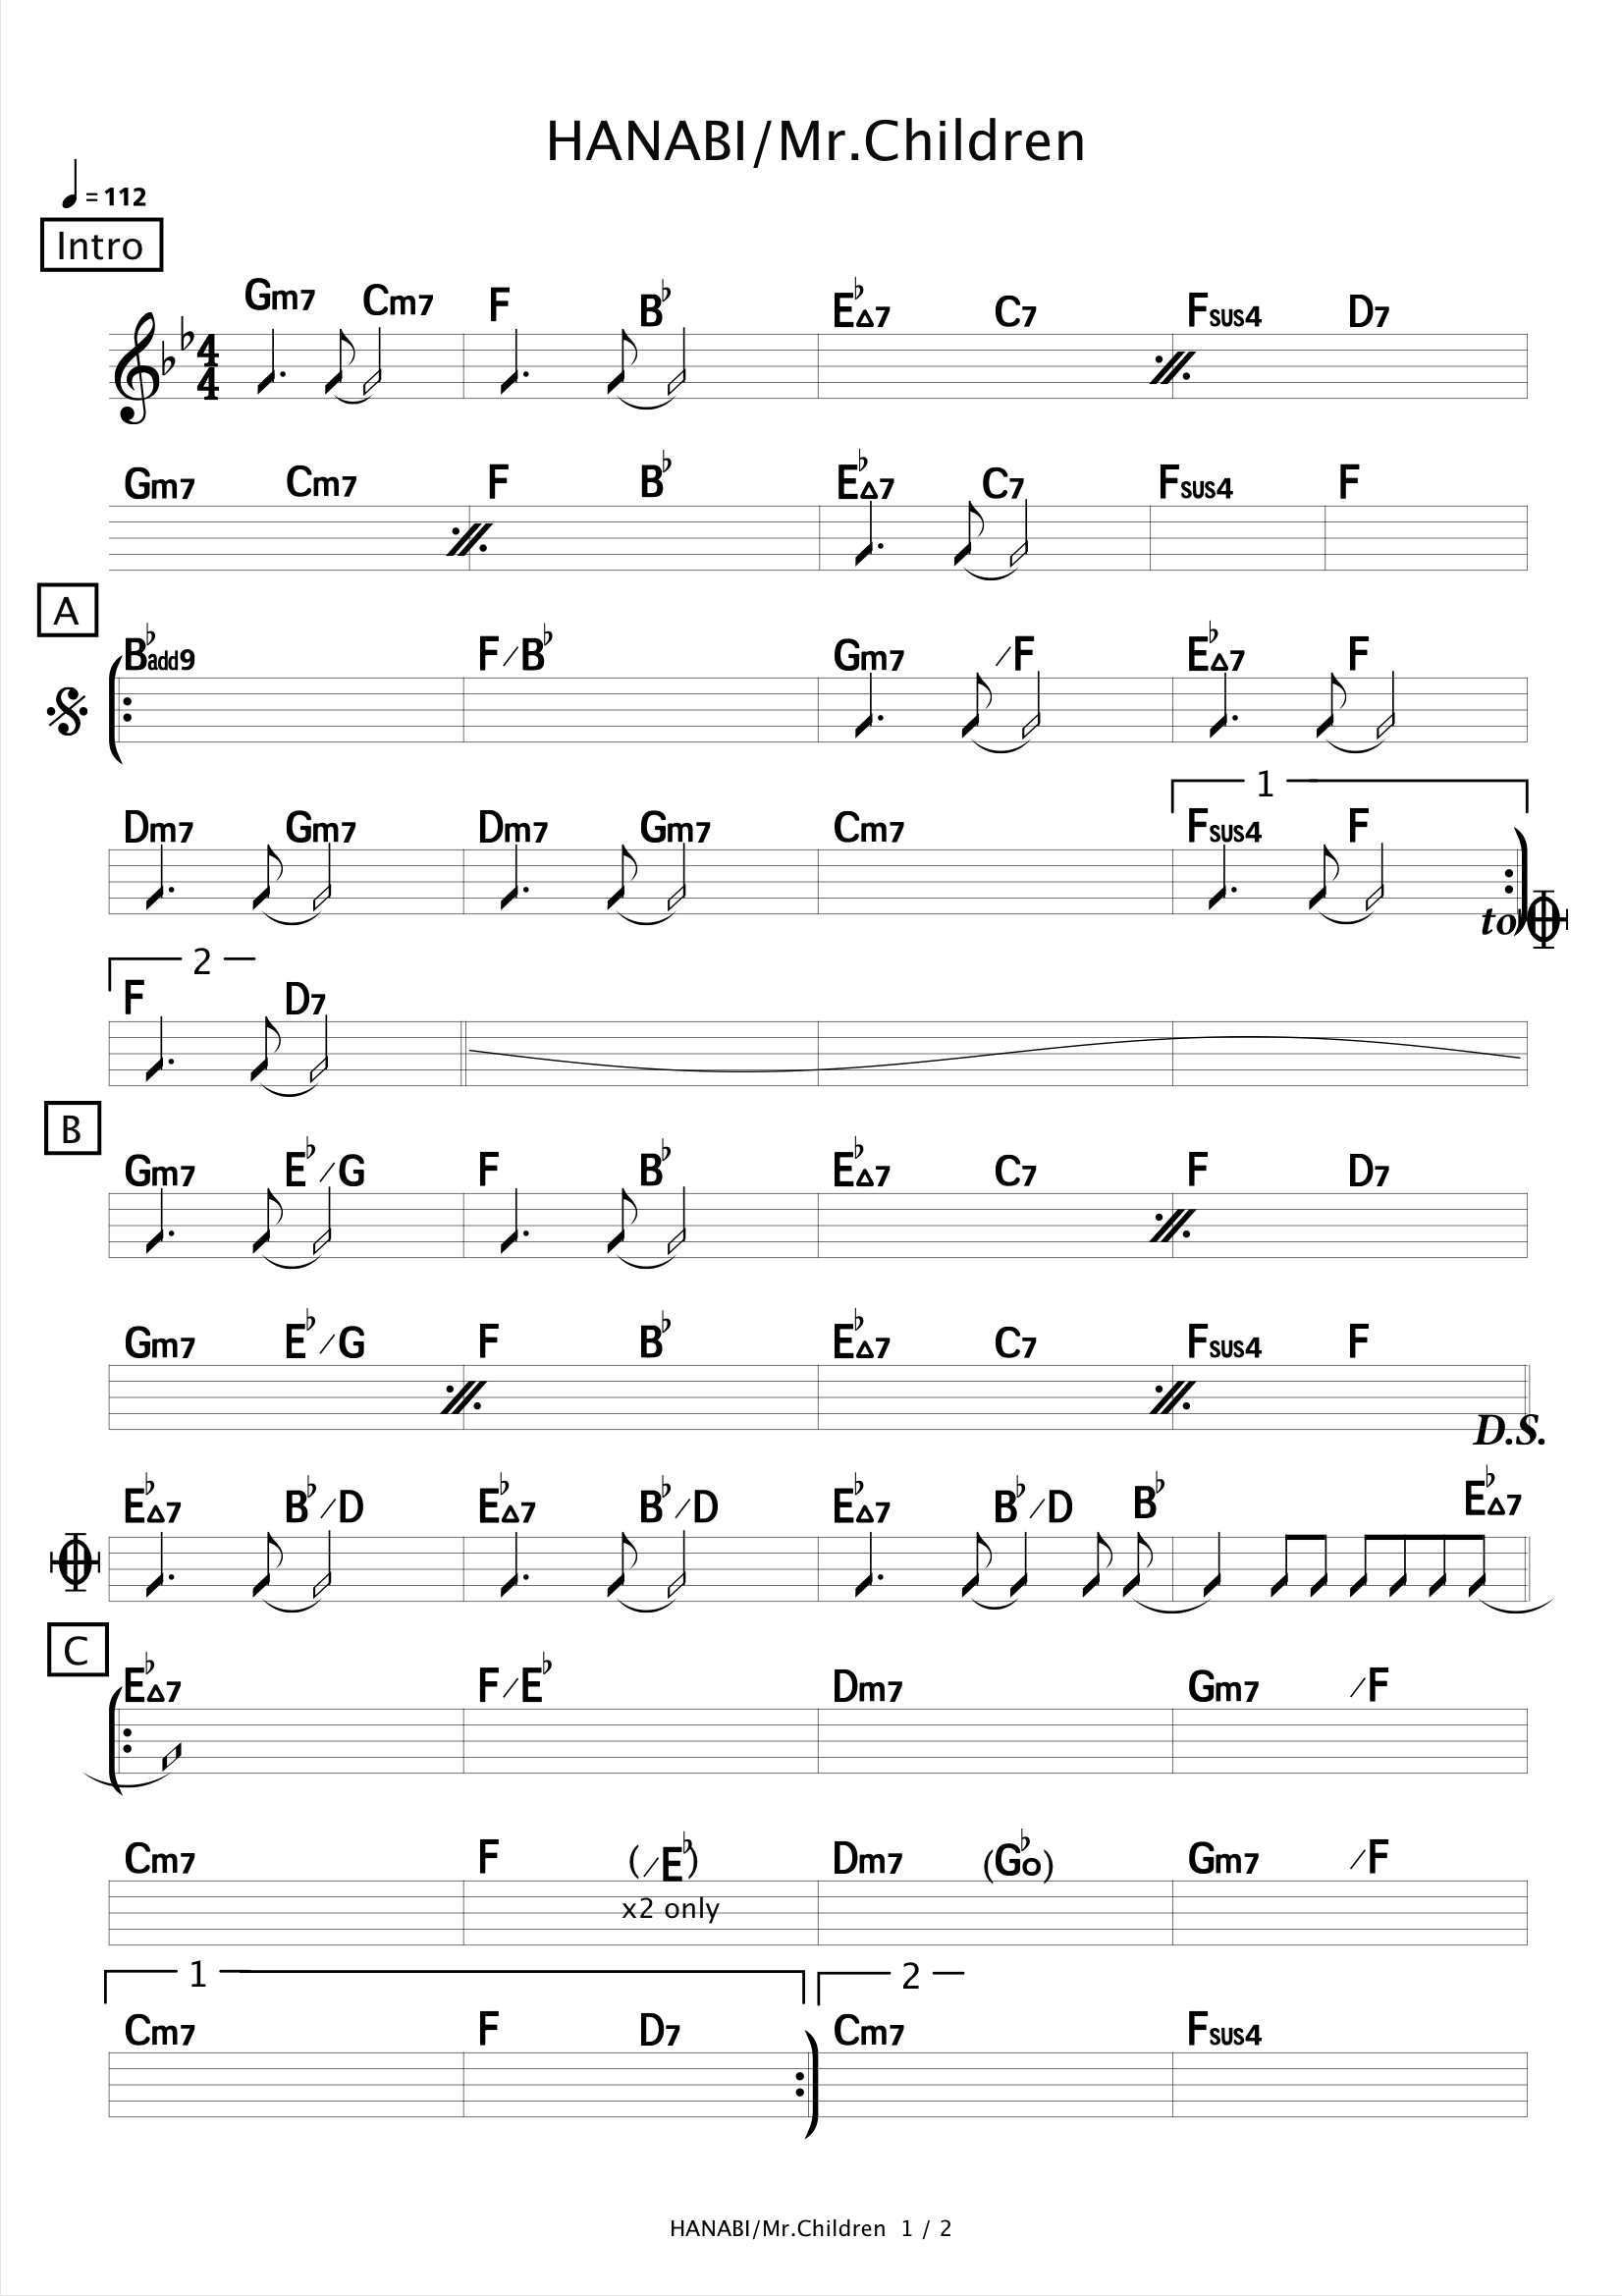 HANABI/Mr.Children
♩ = 112
Intro
Gm7 Cm7 F B♭ E♭△7 C7 Fsus4 D7
4
4
Gm7 Cm7 F B♭ E♭△7 C7 Fsus4 F
A
B♭add9 F/B♭ Gm7 /F E♭△7 F
1
Dm7 Gm7 Dm7 Gm7 Cm7 Fsus4 F
to
2
F D7
B
Gm7 E♭/G F B♭ E♭△7 C7 F D7
Gm7 E♭/G F B♭ E♭△7 C7 Fsus4 F
D.S.
E♭△7 B♭/D E♭△7 B♭/D E♭△7 B♭/D B♭ E♭△7
C
E♭△7 F/E♭ Dm7 Gm7 /F
Cm7 F (/E♭) Dm7 (G♭o) Gm7 /F
x2 only
1 2
Cm7 F D7 Cm7 Fsus4
HANABI/Mr.Children 1 / 2